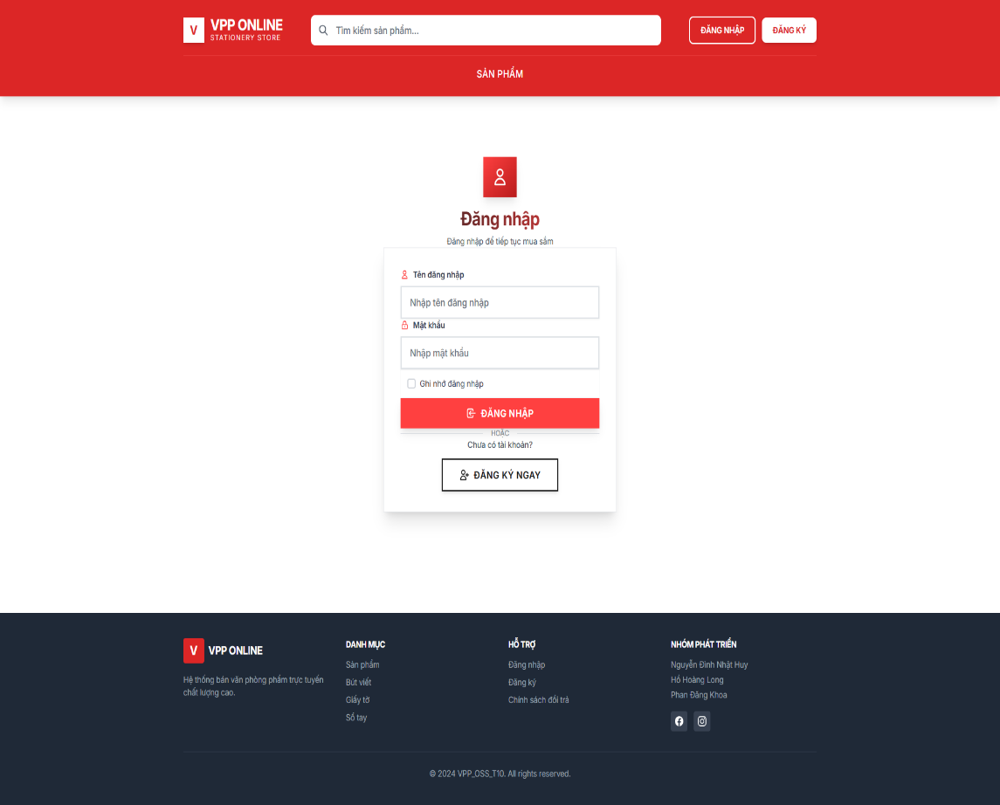 V
VPP ONLINE
STATIONERY STORE
Tìm kiếm sản phẩm...
ĐĂNG NHẬP
ĐĂNG KÝ
SẢN PHẨM
Đăng nhập
Đăng nhập để tiếp tục mua sắm
Tên đăng nhập
Nhập tên đăng nhập
Mật khẩu
Nhập mật khẩu
Ghi nhớ đăng nhập
ĐĂNG NHẬP
HOẶC
Chưa có tài khoản?
ĐĂNG KÝ NGAY
V
VPP ONLINE
Hệ thống bán văn phòng phẩm trực tuyến
chất lượng cao.
DANH MỤC
Sản phẩm
Bút viết
Giấy tờ
Sổ tay
HỖ TRỢ
Đăng nhập
Đăng ký
Chính sách đổi trả
NHÓM PHÁT TRIỂN
Nguyễn Đình Nhật Huy
Hồ Hoàng Long
Phan Đăng Khoa
© 2024 VPP_OSS_T10. All rights reserved.